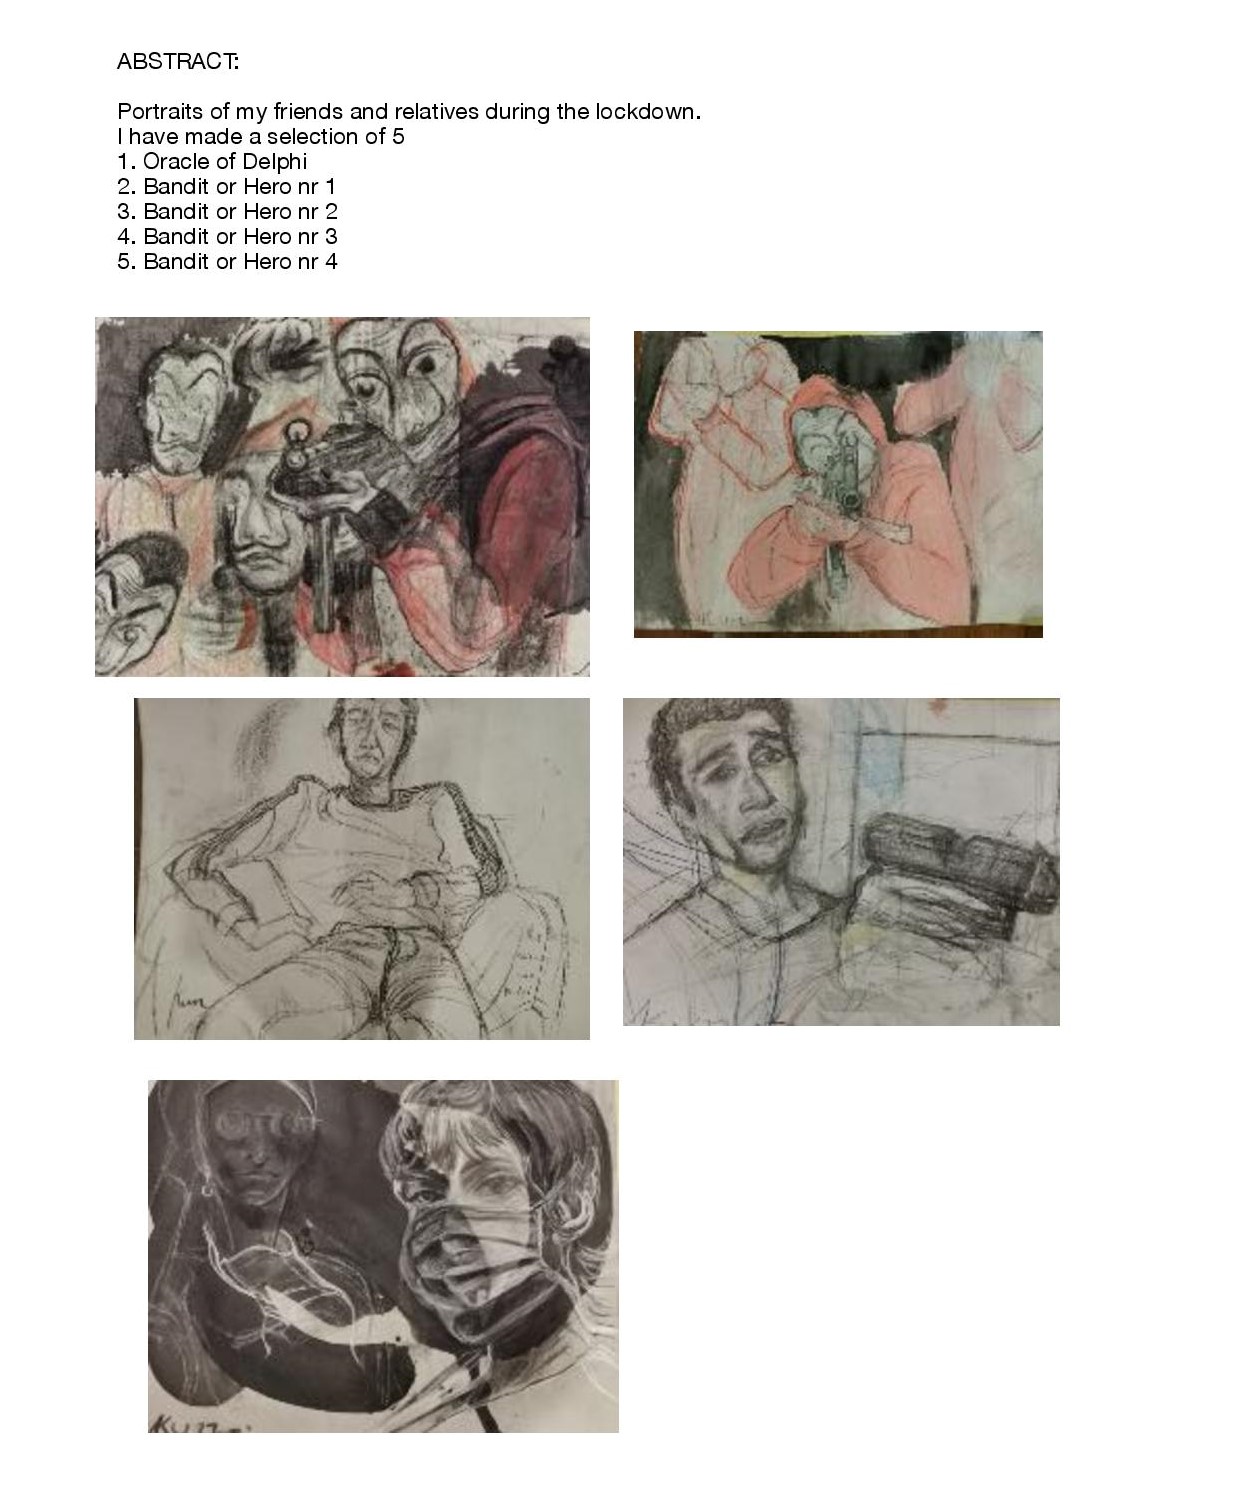 ABSTRACT:
Portraits of my friends and relatives during the lockdown.
I have made a selection of 5
1. Oracle of Delphi
2. Bandit or Hero nr 1
3. Bandit or Hero nr 2
4. Bandit or Hero nr 3
5. Bandit or Hero nr 4